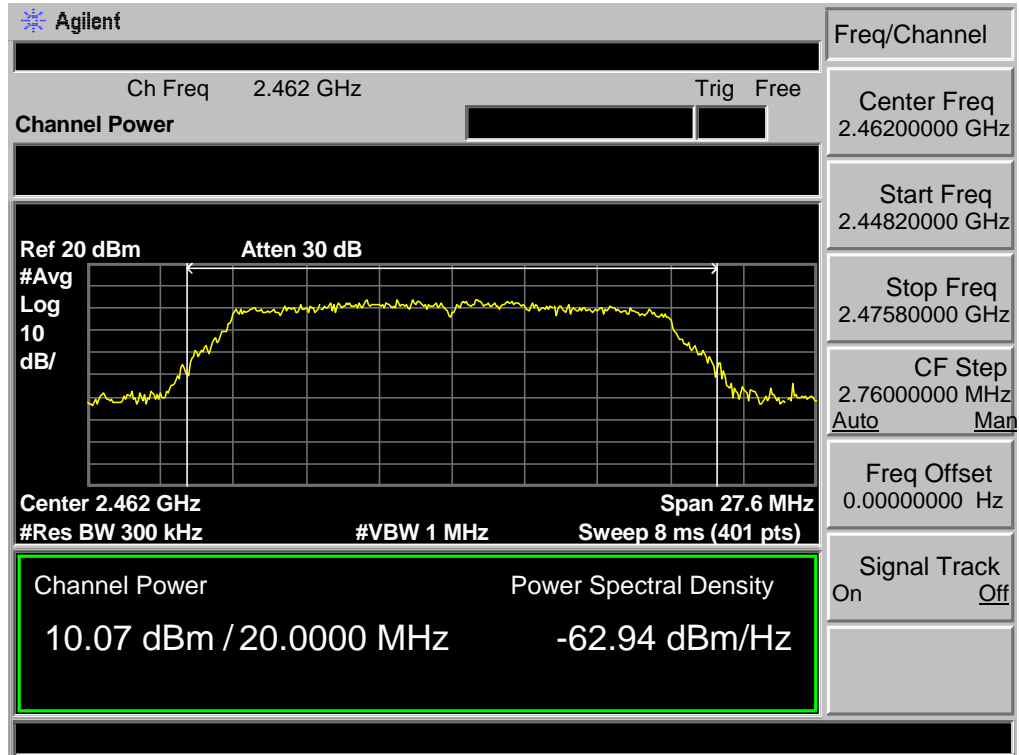 Agilent
Freq/Channel
Ch Freq 2.462 GHz Trig Free
Channel Power
Center Freq
2.46200000 GHz
Start Freq
2.44820000 GHz
Ref 20 dBm Atten 30 dB
#Avg
Log
10
dB/
Stop Freq
2.47580000 GHz
CF Step
2.76000000 MHz
Auto Man
Freq Offset
0.00000000 Hz
Center 2.462 GHz Span 27.6 MHz
#Res BW 300 kHz #VBW 1 MHz Sweep 8 ms (401 pts)
Signal Track
On Off
Channel Power Power Spectral Density
10.07 dBm / 20.0000 MHz -62.94 dBm/Hz